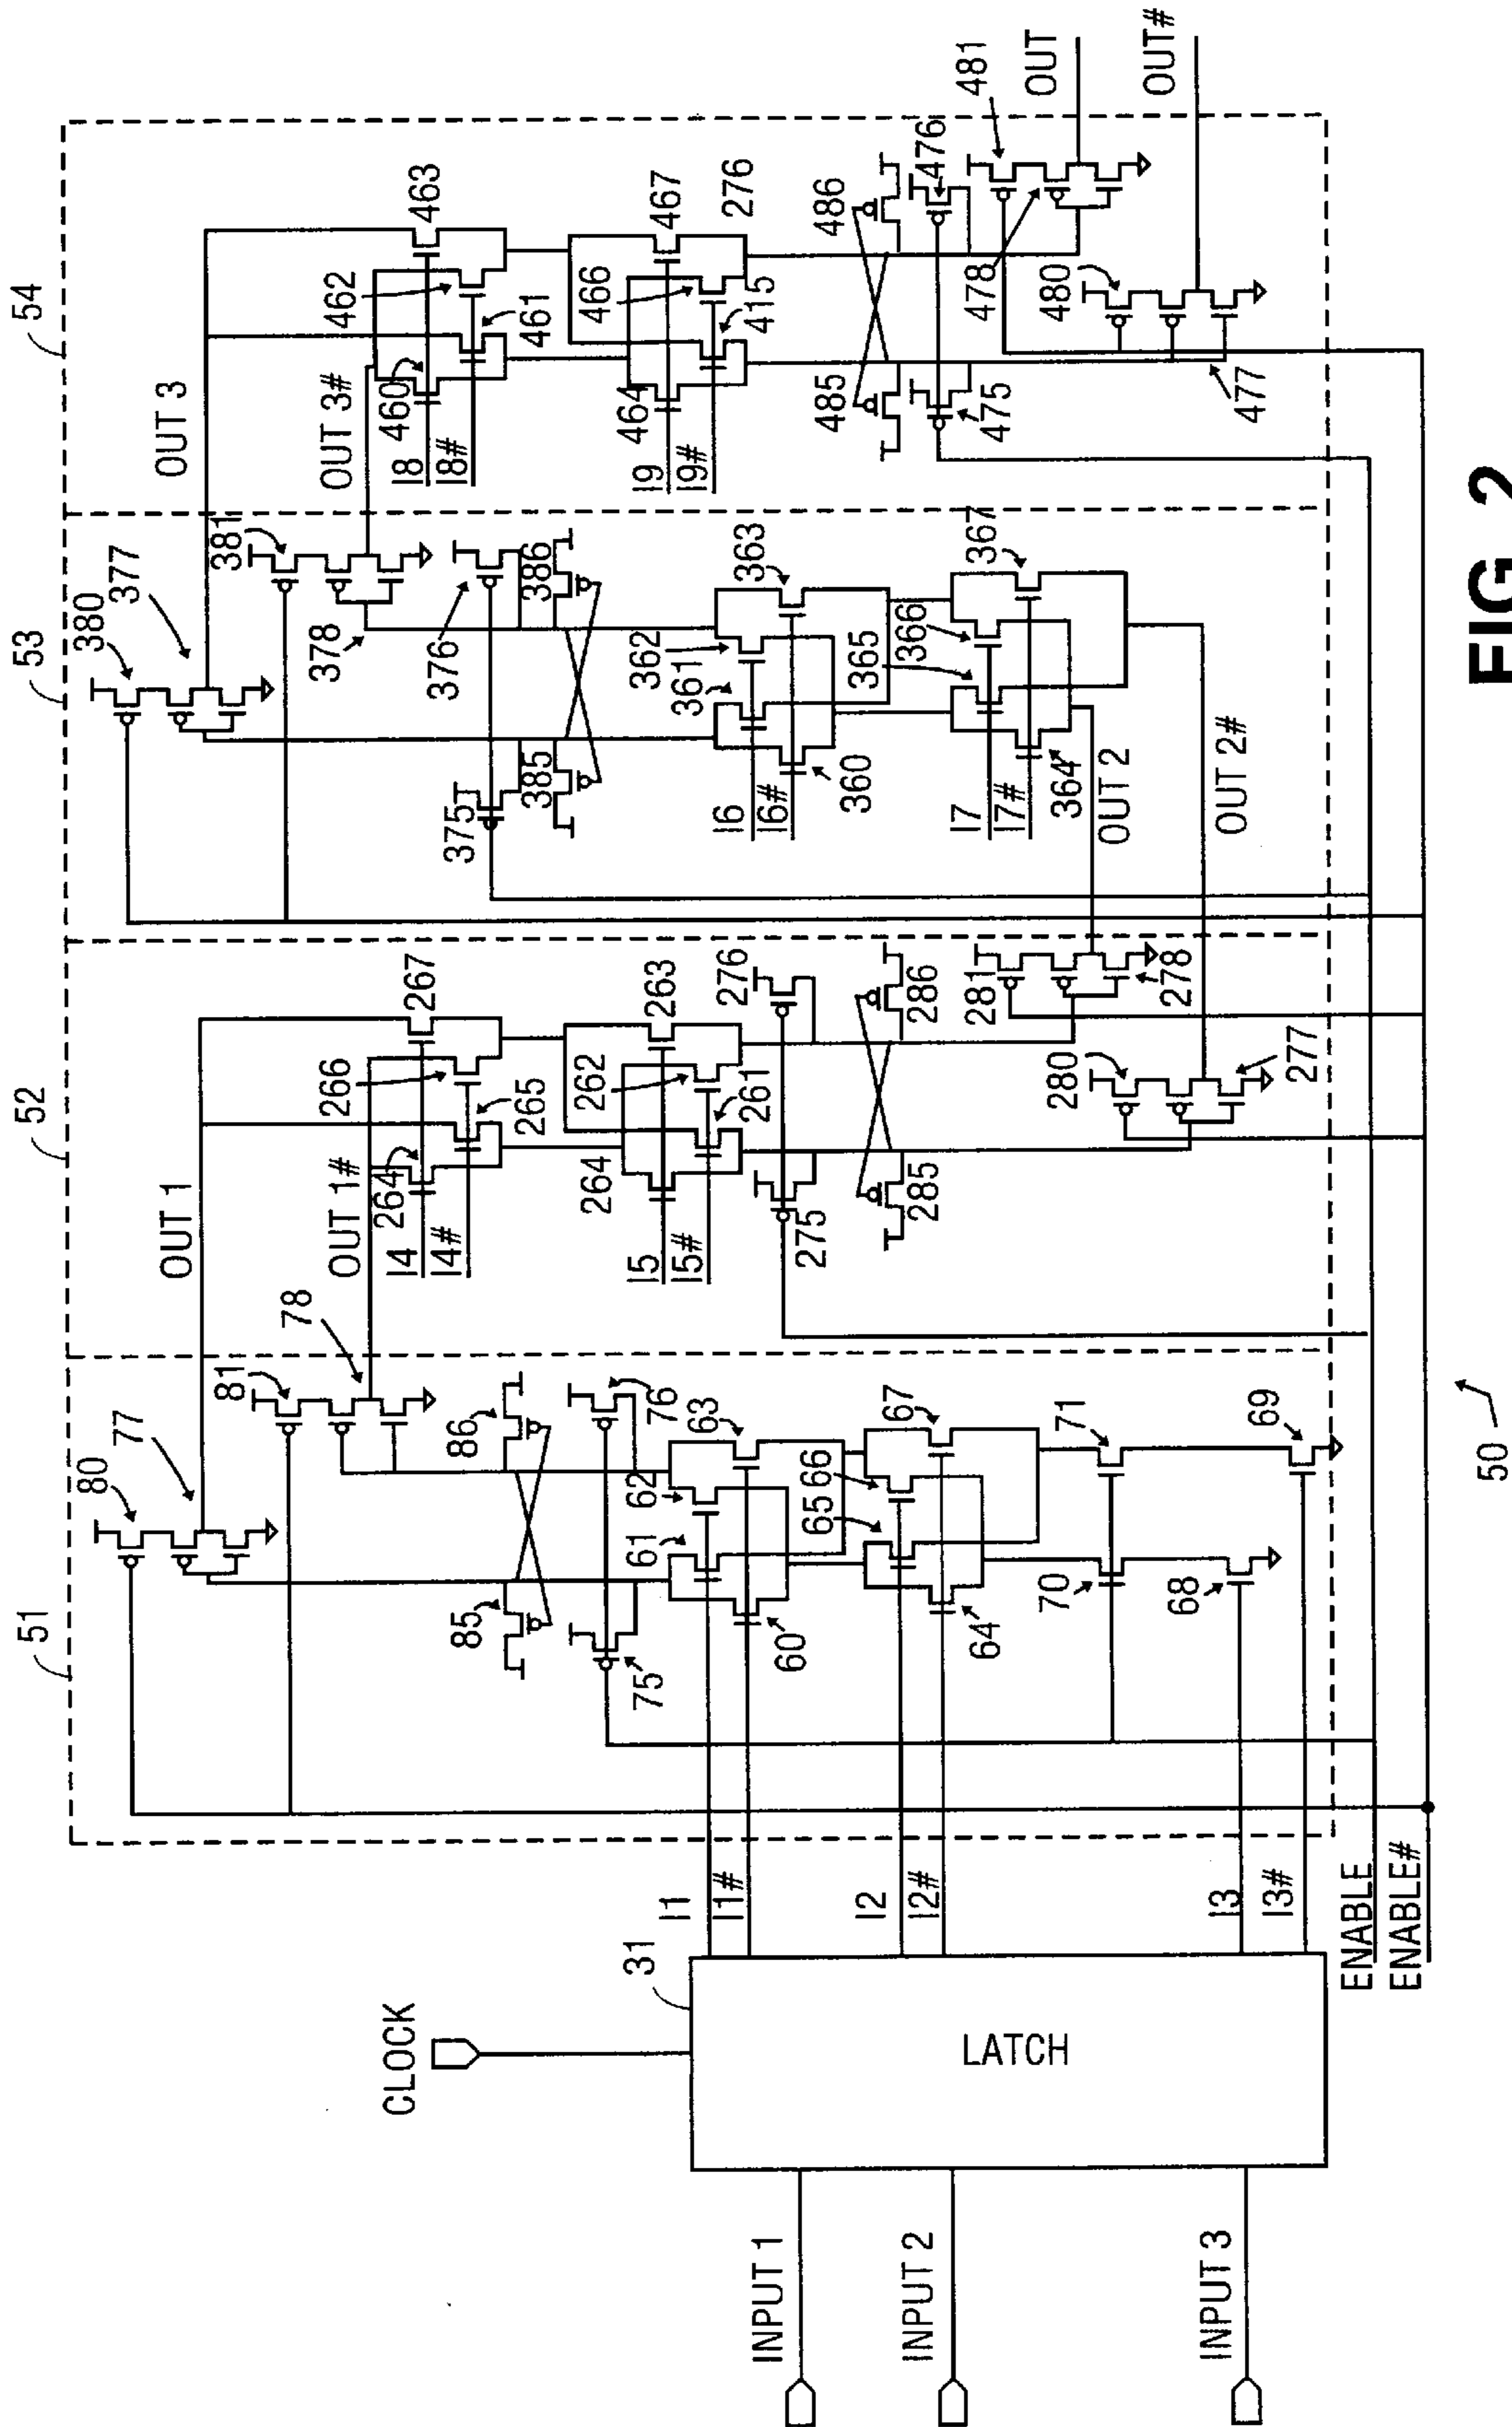 INPUT 1
INPUT 2
INPUT 3
CLOCK
31
LATCH
I1
I1#
I2
I2#
I3
I3#
ENABLE
ENABLE#
51
80
77
81
78
85
86
75
76
61
62
63
60
65
66
67
64
70
71
68
69
52
OUT 1
OUT 1#
264
266
267
265
I4
I4#
264
262
263
261
I5
I5#
275
276
285
286
281
280
278
277
53
380
377
381
378
376
375
385
386
361
362
363
I6
I6#
360
365
366
367
I7
I7#
364
OUT 2
OUT 2#
54
OUT 3
OUT 3#
460
462
463
461
I8
I8#
464
466
467
276
415
I9
I9#
485
486
475
476
478
481
480
477
OUT
OUT#
50
FIG 2